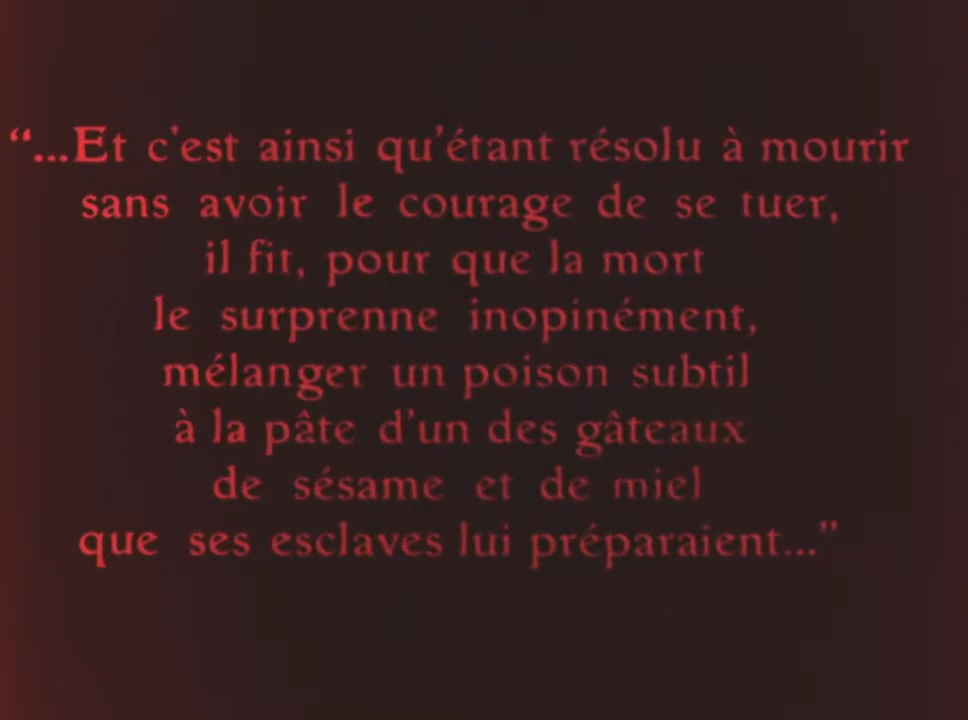 “...Et c'est ainsi qu'étant résolu à mourir
sans avoir le courage de se tuer,
il fit, pour que la mort
le surprenne inopinément,
mélanger un poison subtil
à la pâte d'un des gâteaux
de sésame et de miel
que ses esclaves lui préparaient...”